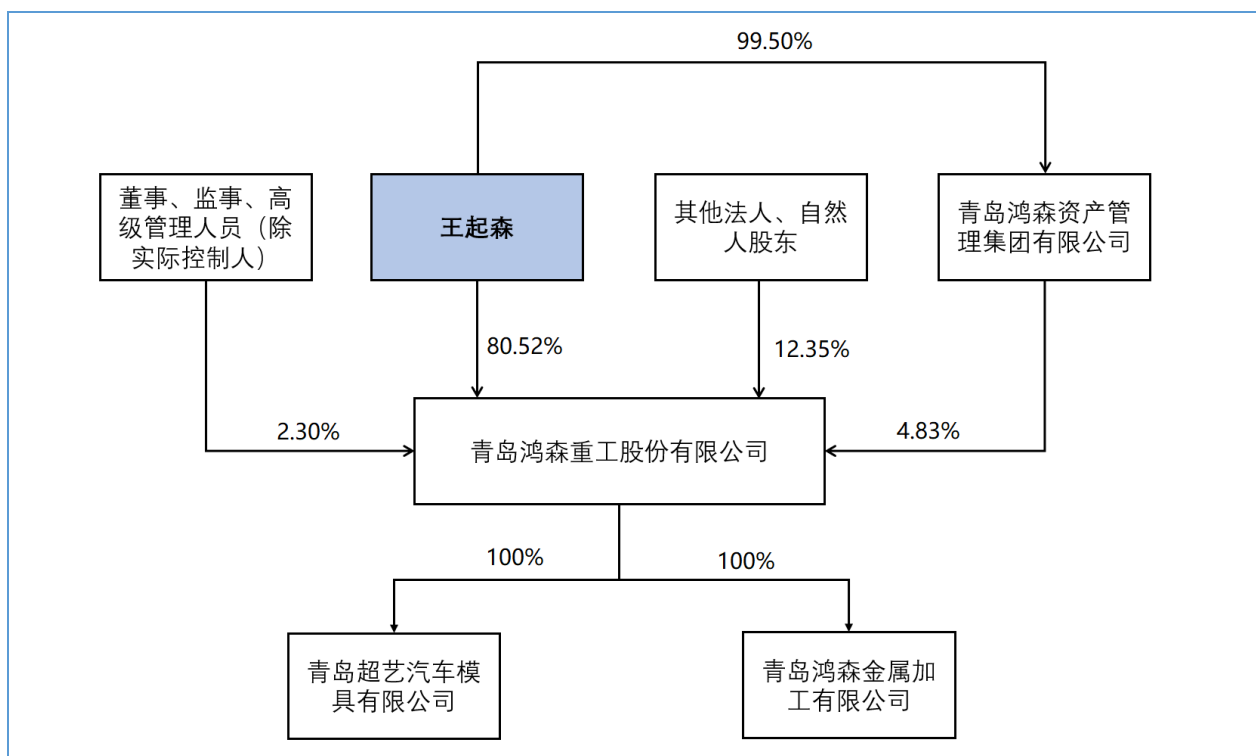 99.50%
董事、监事、高
级管理人员（除
实际控制人）
王起森
其他法人、自然
人股东
青岛鸿森资产管
理集团有限公司
80.52%
12.35%
2.30%
青岛鸿森重工股份有限公司
4.83%
100%
100%
青岛超艺汽车模
具有限公司
青岛鸿森金属加
工有限公司